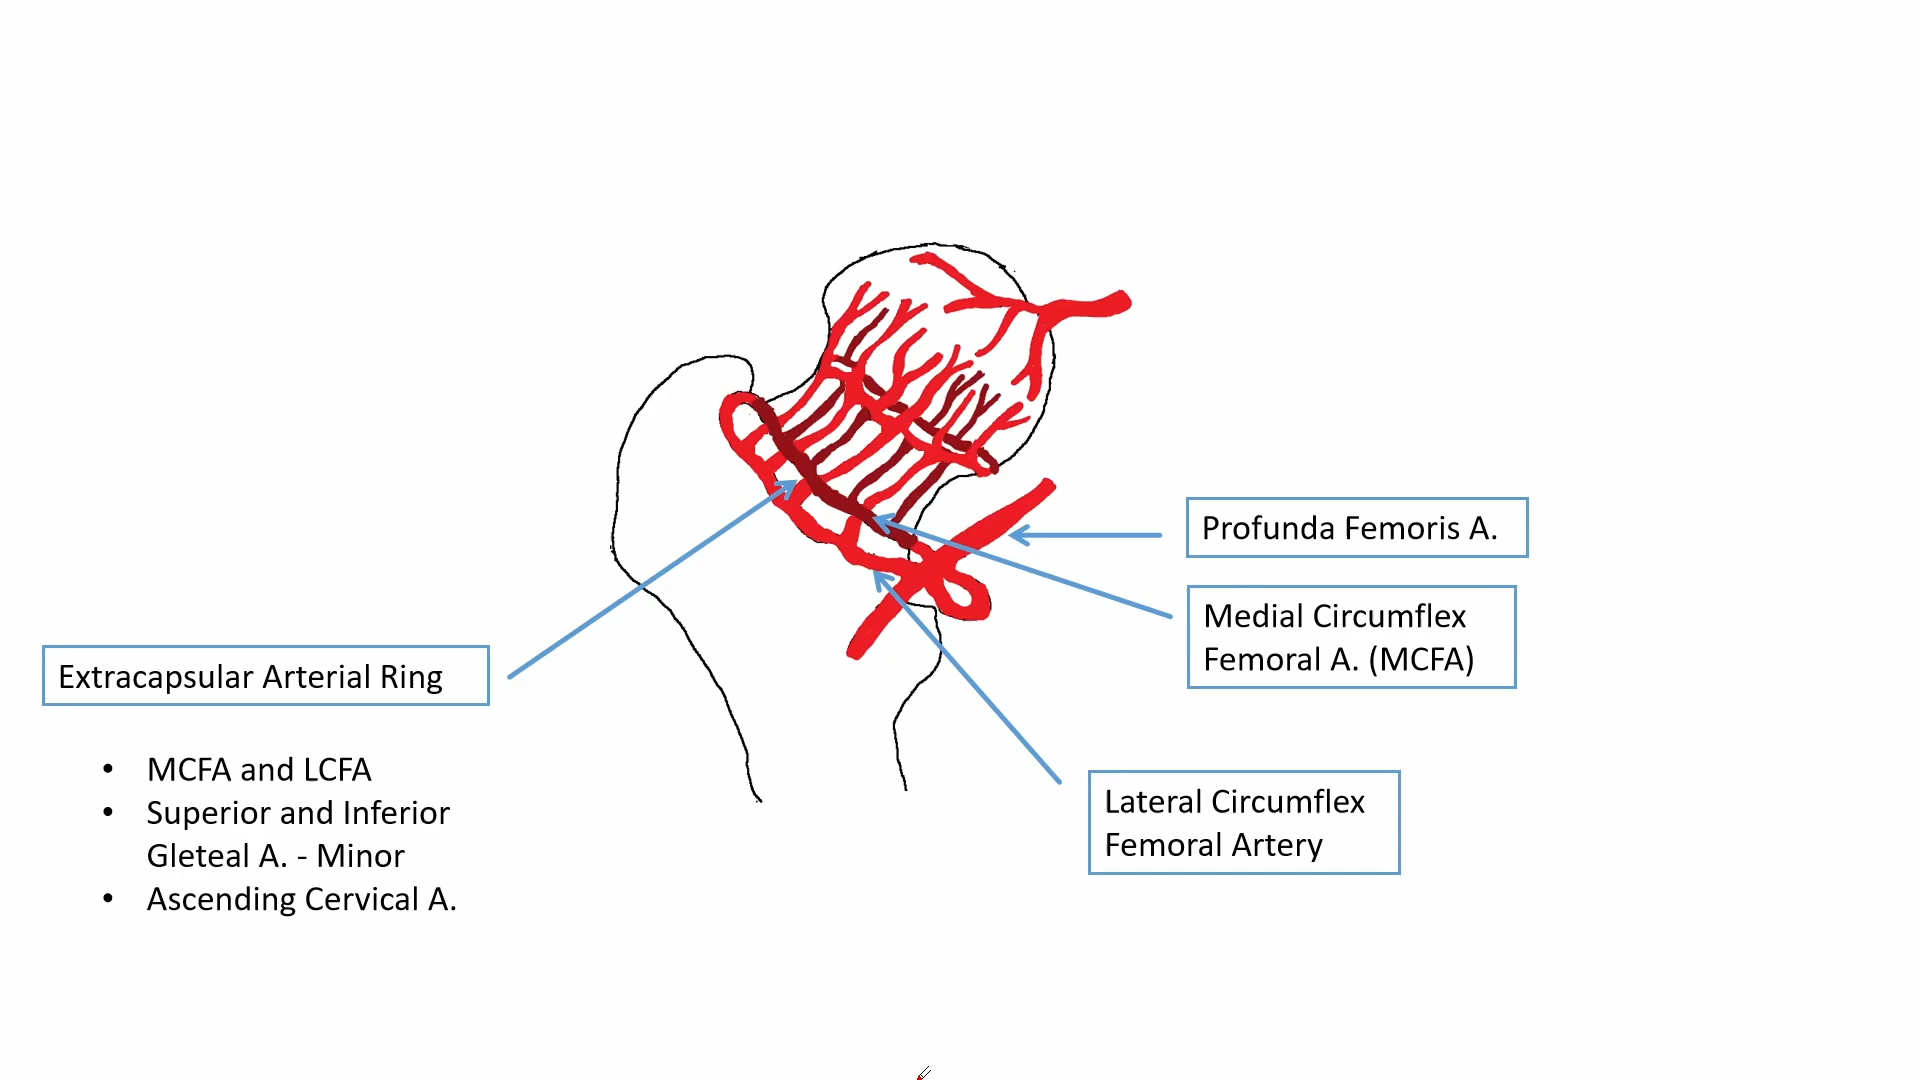 Profunda Femoris A.
Medial Circumflex
Femoral A. (MCFA)
Extracapsular Arterial Ring
MCFA and LCFA
Superior and Inferior
Gleteal A. - Minor
Ascending Cervical A.
Lateral Circumflex
Femoral Artery